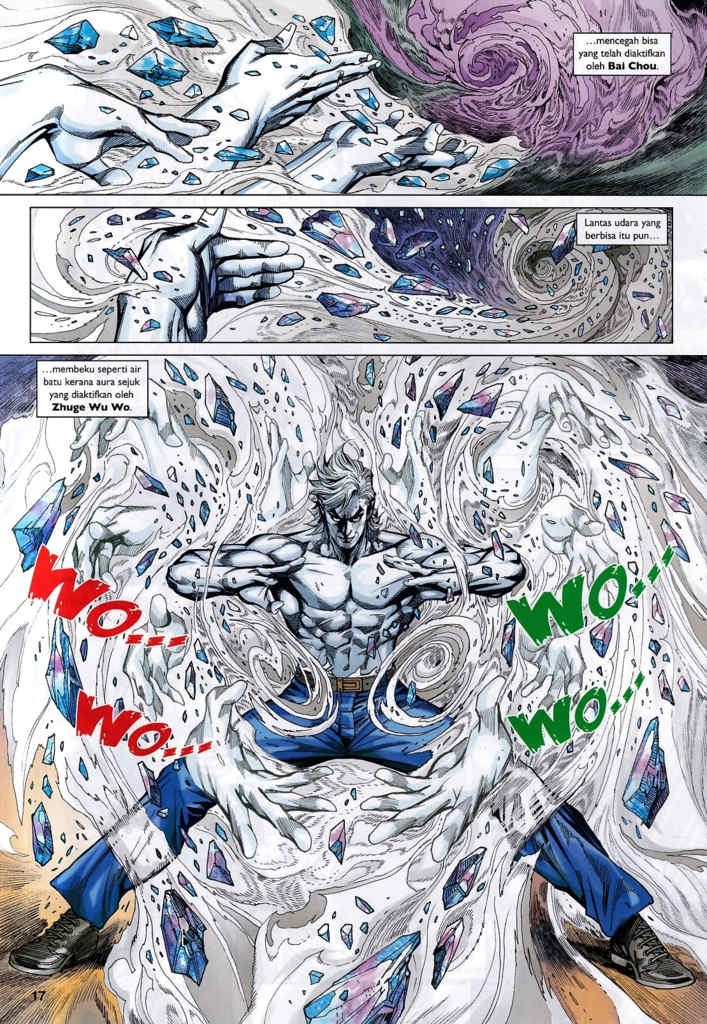 …mencegah bisa
yang telah diaktifkan
oleh Bai Chou.
Lantas udara yang
berbisa itu pun…
…membeku seperti air
batu kerana aura sejuk
yang diaktifkan oleh
Zhuge Wu Wo.
WO...
WO...
WO...
WO...
17